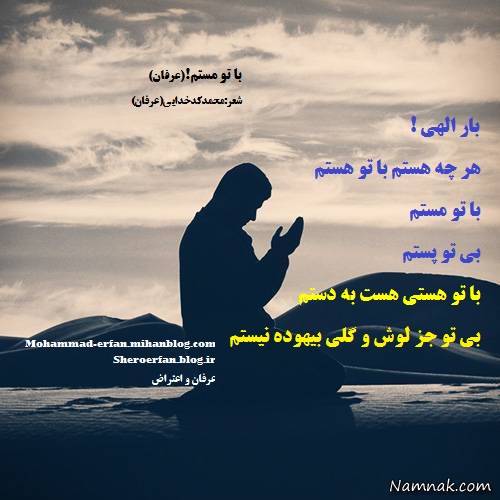 با تو مستم!(عرفان)
شعر:محمدکدخدایی(عرفان)
بار الهی !
هر چه هستم با تو هستم
با تو مستم
بی تو پستم
با تو هستی هست به دستم
بی تو جز لوش و گلی بیهوده نیستم
Mohammad-erfan.mihanblog.com
Sheroerfan.blog.ir
عرفان و اعتراض
Namnak.com